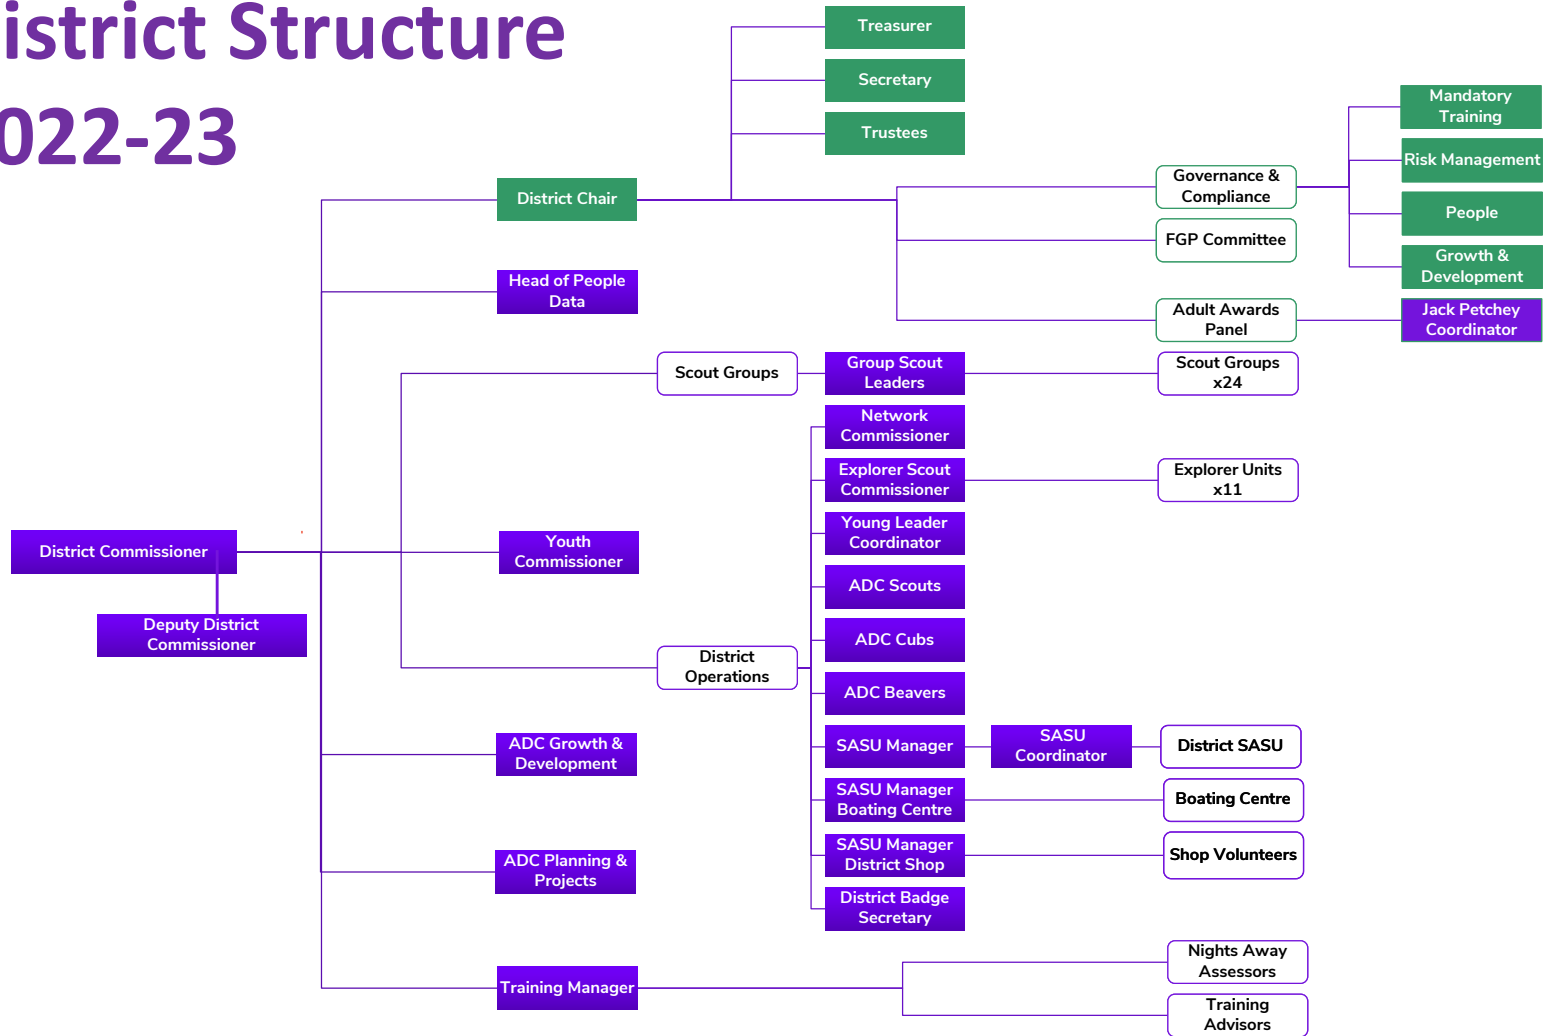 istrict Structure
022-23
Treasurer
Secretary
Trustees
District Chair
Governance &
Compliance
FGP Committee
Adult Awards
Panel
Mandatory
Training
Risk Management
People
Growth &
Development
Jack Petchey
Coordinator
Head of People
Data
Scout Groups
Group Scout
Leaders
Scout Groups
x24
Network
Commissioner
Explorer Scout
Commissioner
Explorer Units
x11
Young Leader
Coordinator
District Commissioner
Youth
Commissioner
ADC Scouts
Deputy District
Commissioner
ADC Cubs
District
Operations
ADC Beavers
ADC Growth &
Development
SASU Manager
SASU
Coordinator
District SASU
SASU Manager
Boating Centre
Boating Centre
ADC Planning &
Projects
SASU Manager
District Shop
Shop Volunteers
District Badge
Secretary
Training Manager
Nights Away
Assessors
Training
Advisors